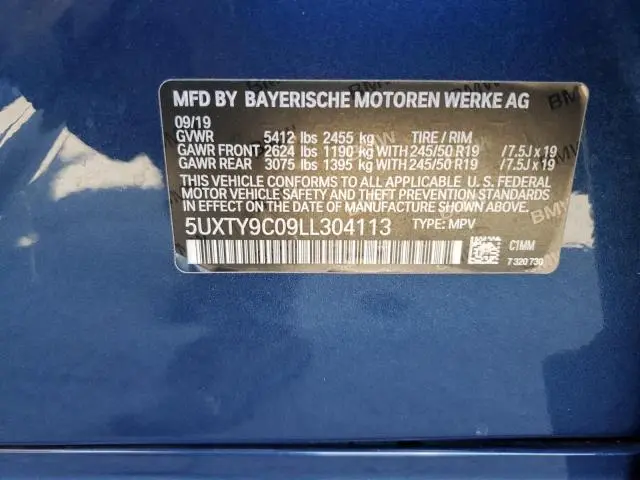 MFD BY BAYERISCHE MOTOREN WERKE AG
09/19
GVWR 5412 lbs 2455 kg TIRE / RIM
GAWR FRONT 2624 lbs 1190 kg WITH 245/50 R19 /7.5J x 19
GAWR REAR 3075 lbs 1395 kg WITH 245/50 R19 /7.5J x 19
THIS VEHICLE CONFORMS TO ALL APPLICABLE U. S. FEDERAL
MOTOR VEHICLE SAFETY AND THEFT PREVENTION STANDARDS
IN EFFECT ON THE DATE OF MANUFACTURE SHOWN ABOVE.
5UXTY9C09LL304113 TYPE: MPV
C1MM
7 320 730